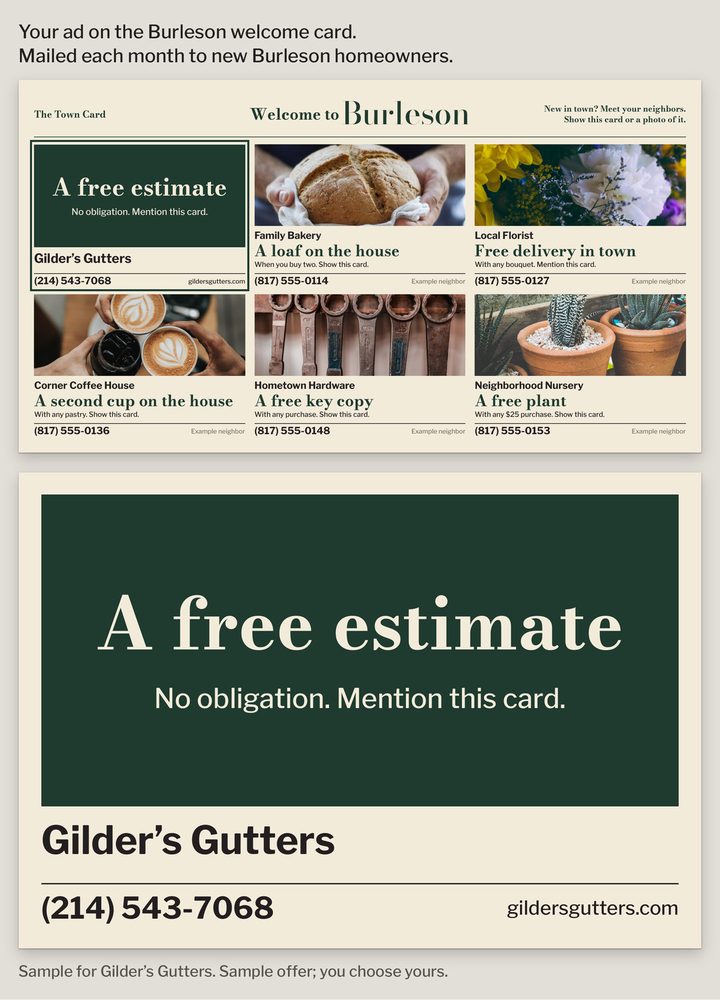 Your ad on the Burleson welcome card.
Mailed each month to new Burleson homeowners.
The Town Card
Welcome to Burleson
New in town? Meet your neighbors.
Show this card or a photo of it.
A free estimate
No obligation. Mention this card.
Gilder’s Gutters
(214) 543-7068
gildersgutters.com
Family Bakery
A loaf on the house
When you buy two. Show this card.
(817) 555-0114
Example neighbor
Local Florist
Free delivery in town
With any bouquet. Mention this card.
(817) 555-0127
Example neighbor
Corner Coffee House
A second cup on the house
With any pastry. Show this card.
(817) 555-0136
Example neighbor
Hometown Hardware
A free key copy
With any purchase. Show this card.
(817) 555-0148
Example neighbor
Neighborhood Nursery
A free plant
With any $25 purchase. Show this card.
(817) 555-0153
Example neighbor
A free estimate
No obligation. Mention this card.
Gilder’s Gutters
(214) 543-7068
gildersgutters.com
Sample for Gilder’s Gutters. Sample offer; you choose yours.